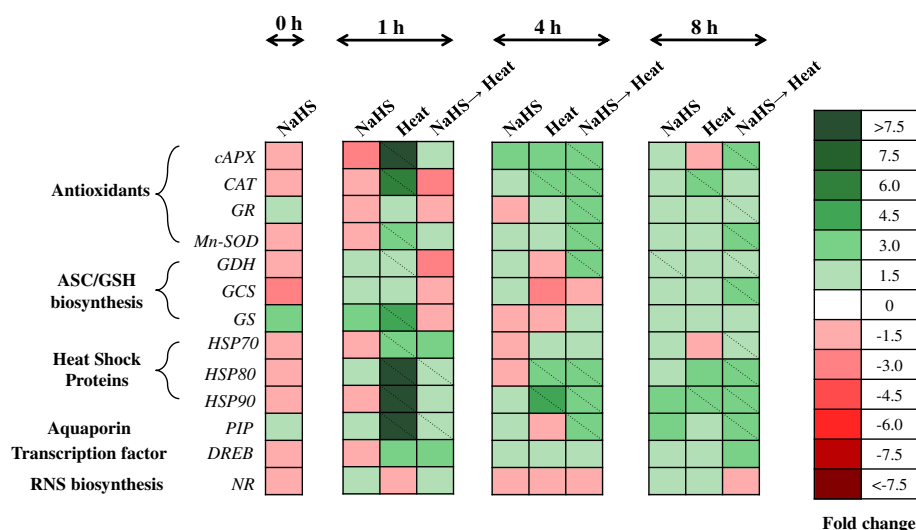 0 h
1 h
4 h
8 h
NaHS
NaHS
Heat
NaHS→ Heat
NaHS
Heat
NaHS→ Heat
NaHS
Heat
NaHS→ Heat
Antioxidants
cAPX
CAT
GR
Mn-SOD
ASC/GSH
biosynthesis
GDH
GCS
GS
Heat Shock
Proteins
HSP70
HSP80
HSP90
Aquaporin PIP
Transcription factor DREB
RNS biosynthesis NR
>7.5
7.5
6.0
4.5
3.0
1.5
0
-1.5
-3.0
-4.5
-6.0
-7.5
<-7.5
Fold change